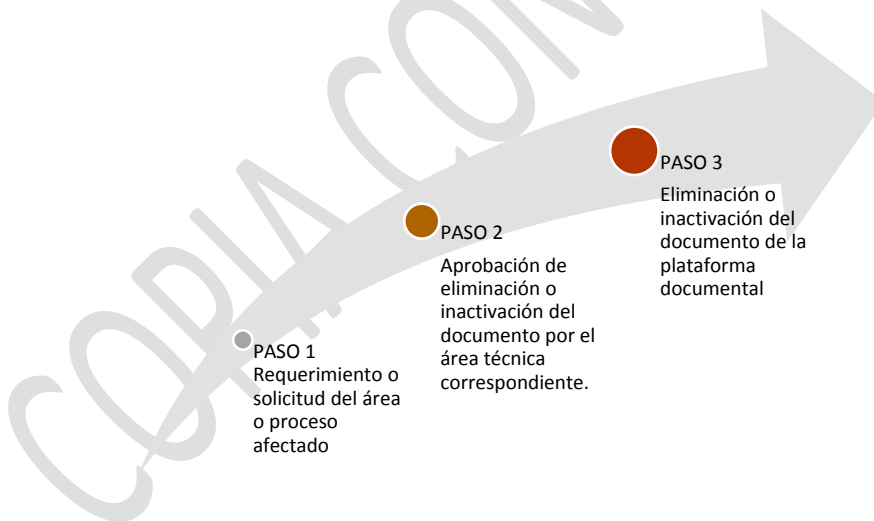 COPIA CON
PASO 1
Requerimiento o
solicitud del área
o proceso
afectado
PASO 2
Aprobación de
eliminación o
inactivación del
documento por el
área técnica
correspondiente.
PASO 3
Eliminación o
inactivación del
documento de la
plataforma
documental